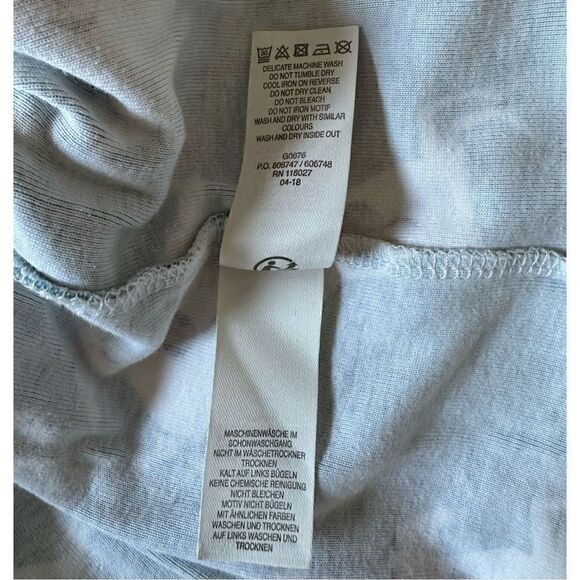 DELICATE MACHINE WASH
DO NOT TUMBLE DRY
COOL IRON ON REVERSE
DO NOT DRY CLEAN
DO NOT BLEACH
DO NOT IRON MOTIF
WASH AND DRY WITH SIMILAR
COLOURS
WASH AND DRY INSIDE OUT
G0676
P.O. 606747 / 606748
RN 118027
04-18
MASCHINENWÄSCHE IM
SCHONWASCHGANG
NICHT IM WÄSCHETROCKNER
TROCKNEN
KALT AUF LINKS BÜGELN
KEINE CHEMISCHE REINIGUNG
NICHT BLEICHEN
MOTIV NICHT BÜGELN
MIT ÄHNLICHEN FARBEN
WASCHEN UND TROCKNEN
AUF LINKS WASCHEN UND
TROCKNEN